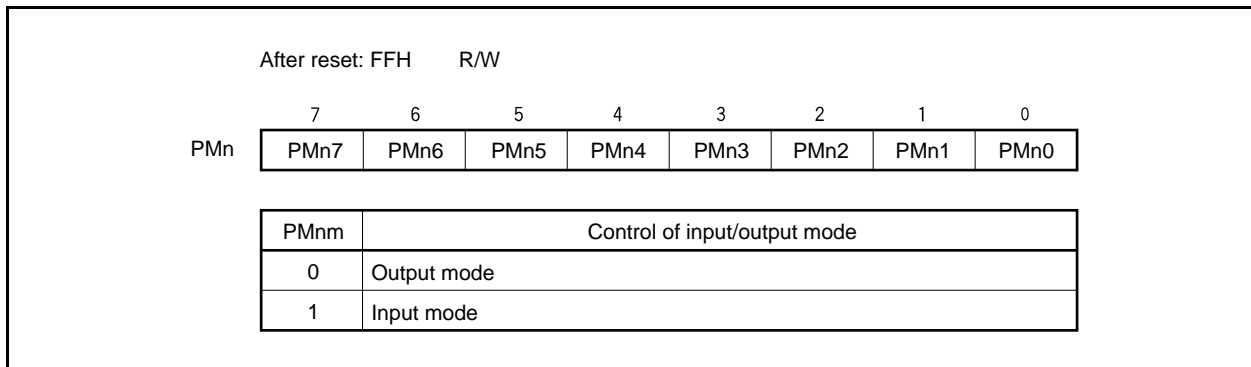 After reset: FFH R/W
7 6 5 4 3 2 1 0
PMn PMn7 PMn6 PMn5 PMn4 PMn3 PMn2 PMn1 PMn0
PMnm Control of input/output mode
0 Output mode
1 Input mode